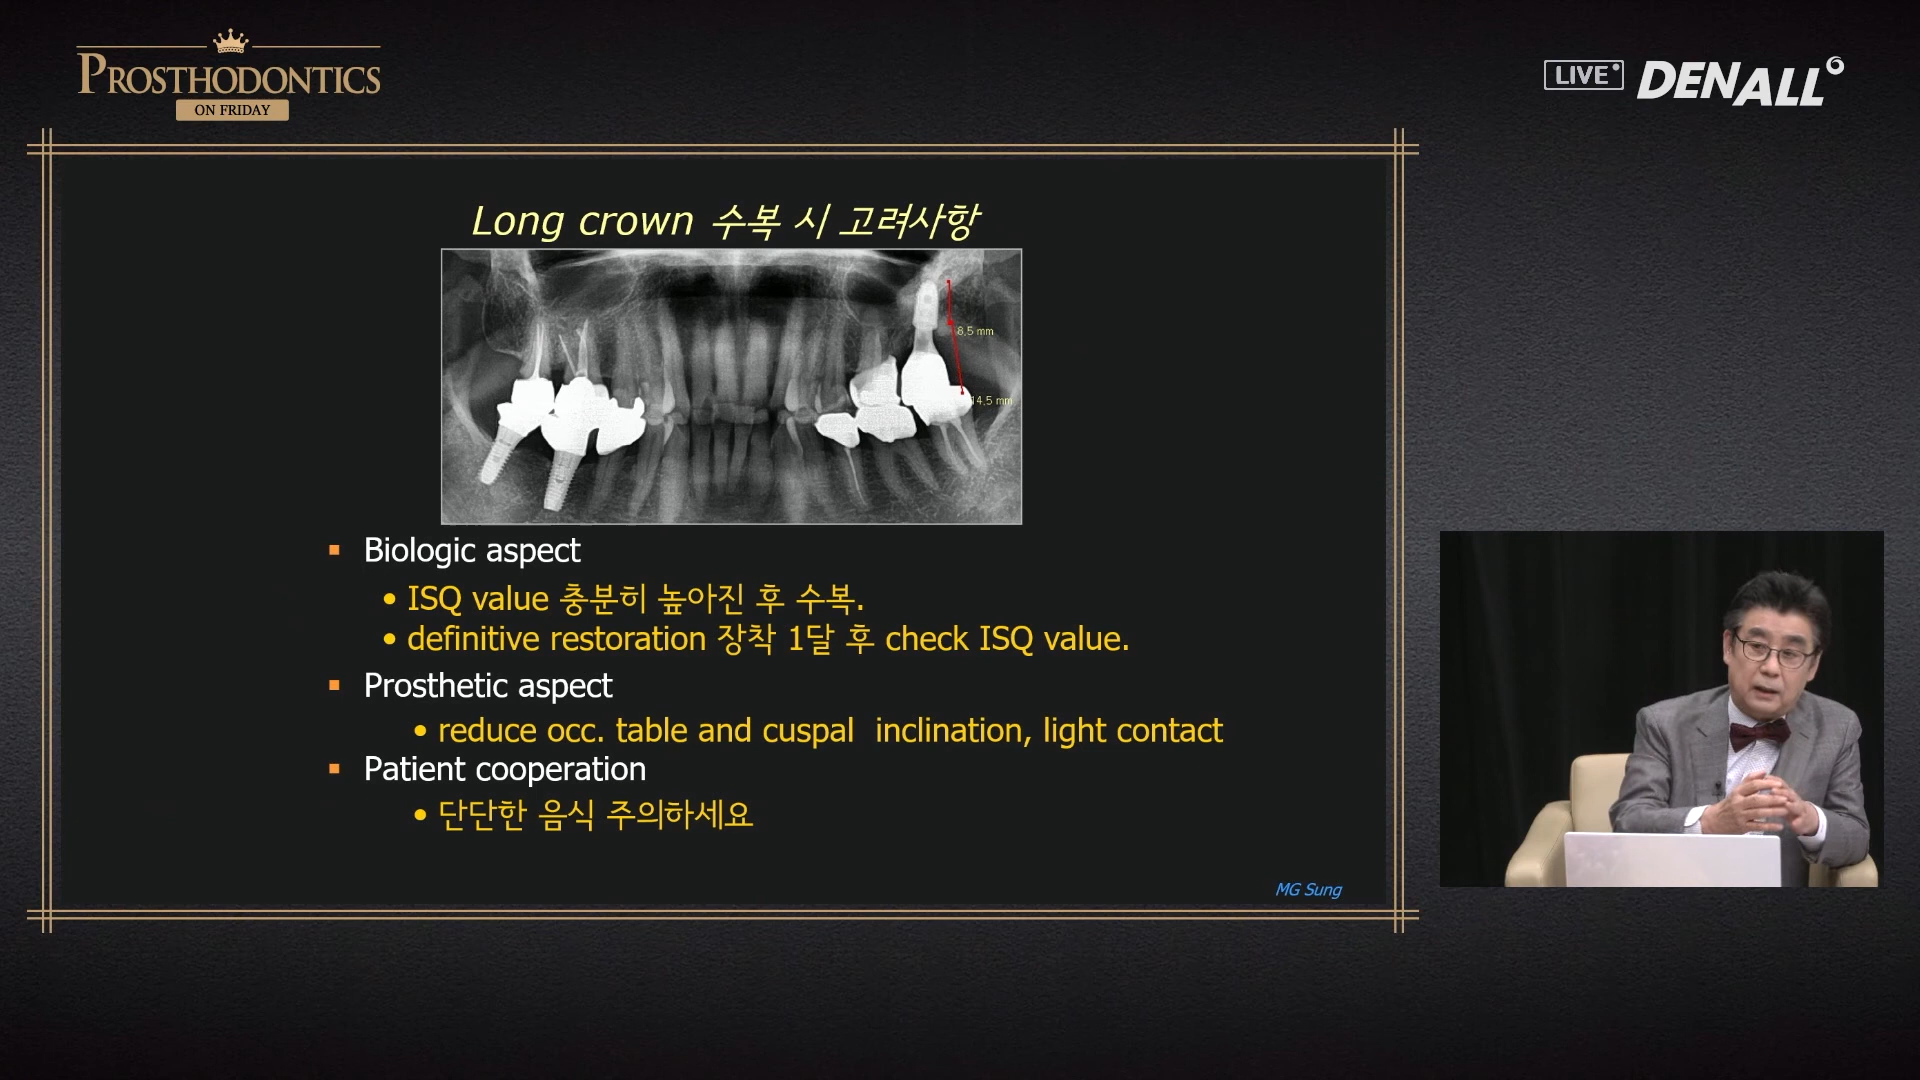 PROSTHODONTICS
ON FRIDAY
LIVE
DENALL
Long crown 수복 시 고려사항
8,5 mm
14,5 mm
▪ Biologic aspect
• ISQ value 충분히 높아진 후 수복.
• definitive restoration 장착 1달 후 check ISQ value.
▪ Prosthetic aspect
• reduce occ. table and cuspal inclination, light contact
▪ Patient cooperation
• 단단한 음식 주의하세요
MG Sung